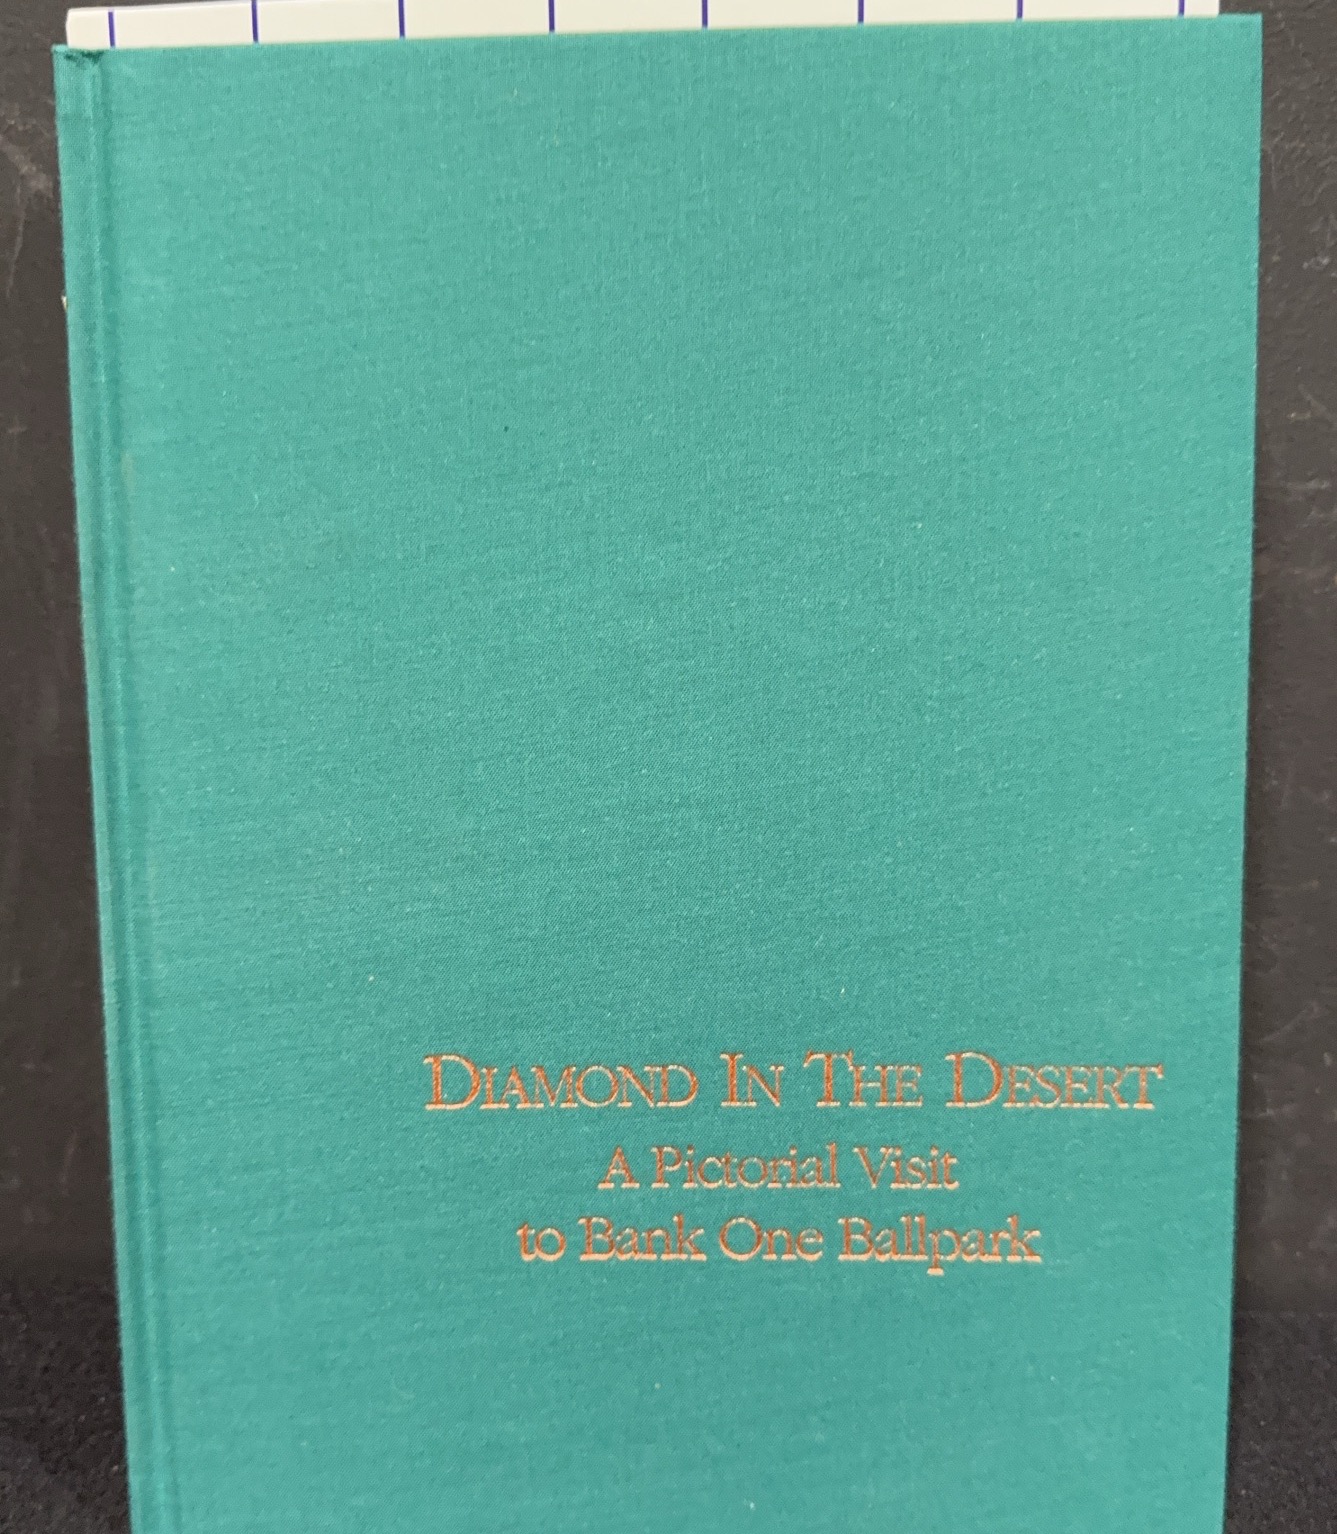 DIAMOND IN THE DESERT
A Pictorial Visit
to Bank One Ballpark